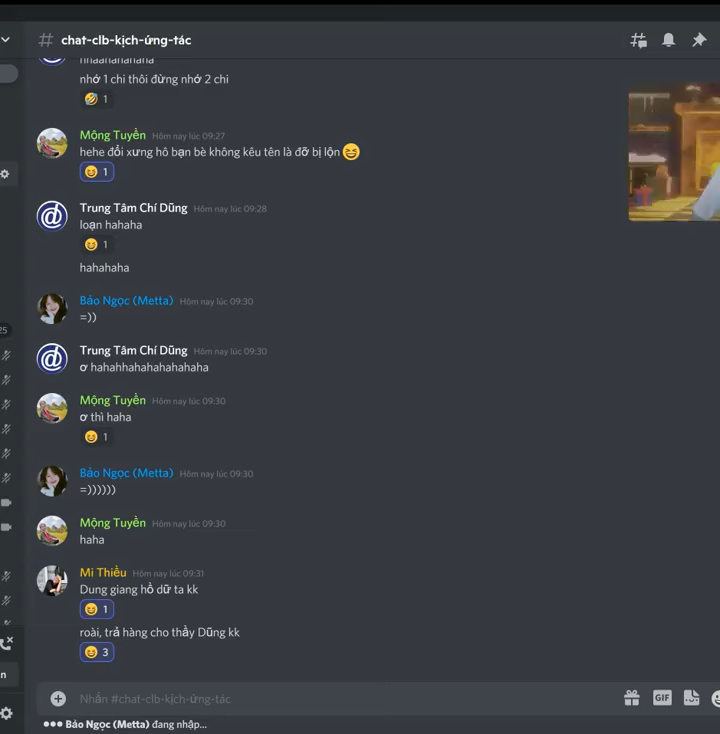 chat-clb-kịch-ứng-tác
hhaahahahaha
nhớ 1 chi thôi đừng nhớ 2 chi
1
Mộng Tuyền Hôm nay lúc 09:27
hehe đổi xưng hô bạn bè không kêu tên là đỡ bị lộn
1
Trung Tâm Chí Dũng Hôm nay lúc 09:28
loạn hahaha
1
hahahaha
Bảo Ngọc (Metta) Hôm nay lúc 09:30
=))
Trung Tâm Chí Dũng Hôm nay lúc 09:30
ơ hahahhahahahahahaha
Mộng Tuyền Hôm nay lúc 09:30
ơ thì haha
1
Bảo Ngọc (Metta) Hôm nay lúc 09:30
=))))))
Mộng Tuyền Hôm nay lúc 09:30
haha
Mi Thiều Hôm nay lúc 09:31
Dung giang hồ dữ ta kk
1
roài, trả hàng cho thầy Dũng kk
3
Nhắn #chat-clb-kịch-ứng-tác
GIF
Bảo Ngọc (Metta) đang nhập...
25
n